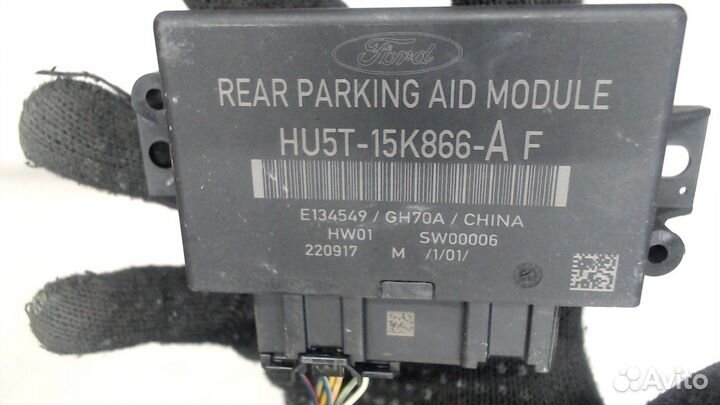 Ford
REAR PARKING AID MODULE
HU5T-15K866-A F
E134549 / GH70A / CHINA
HW01 SW00006
220917 M /1/01/
Avito